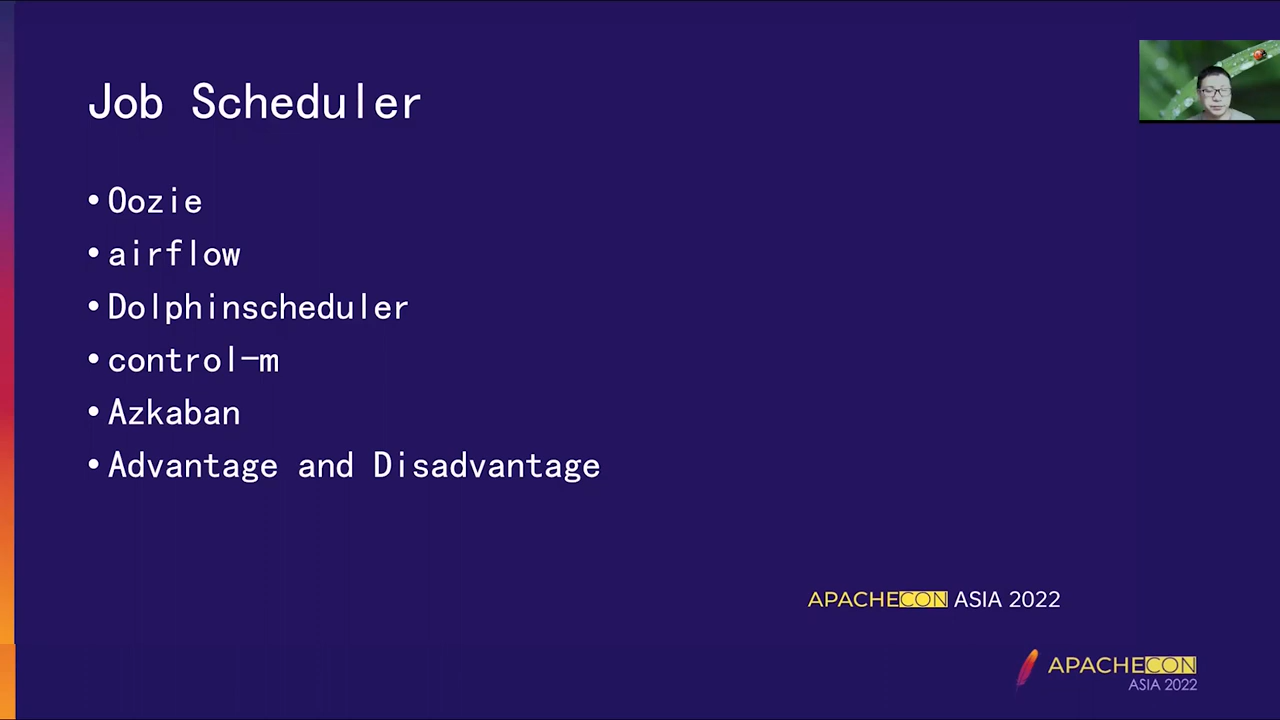 Job Scheduler
•Oozie
•airflow
•Dolphinscheduler
•control-m
•Azkaban
•Advantage and Disadvantage
APACHECON ASIA 2022
APACHECON
ASIA 2022